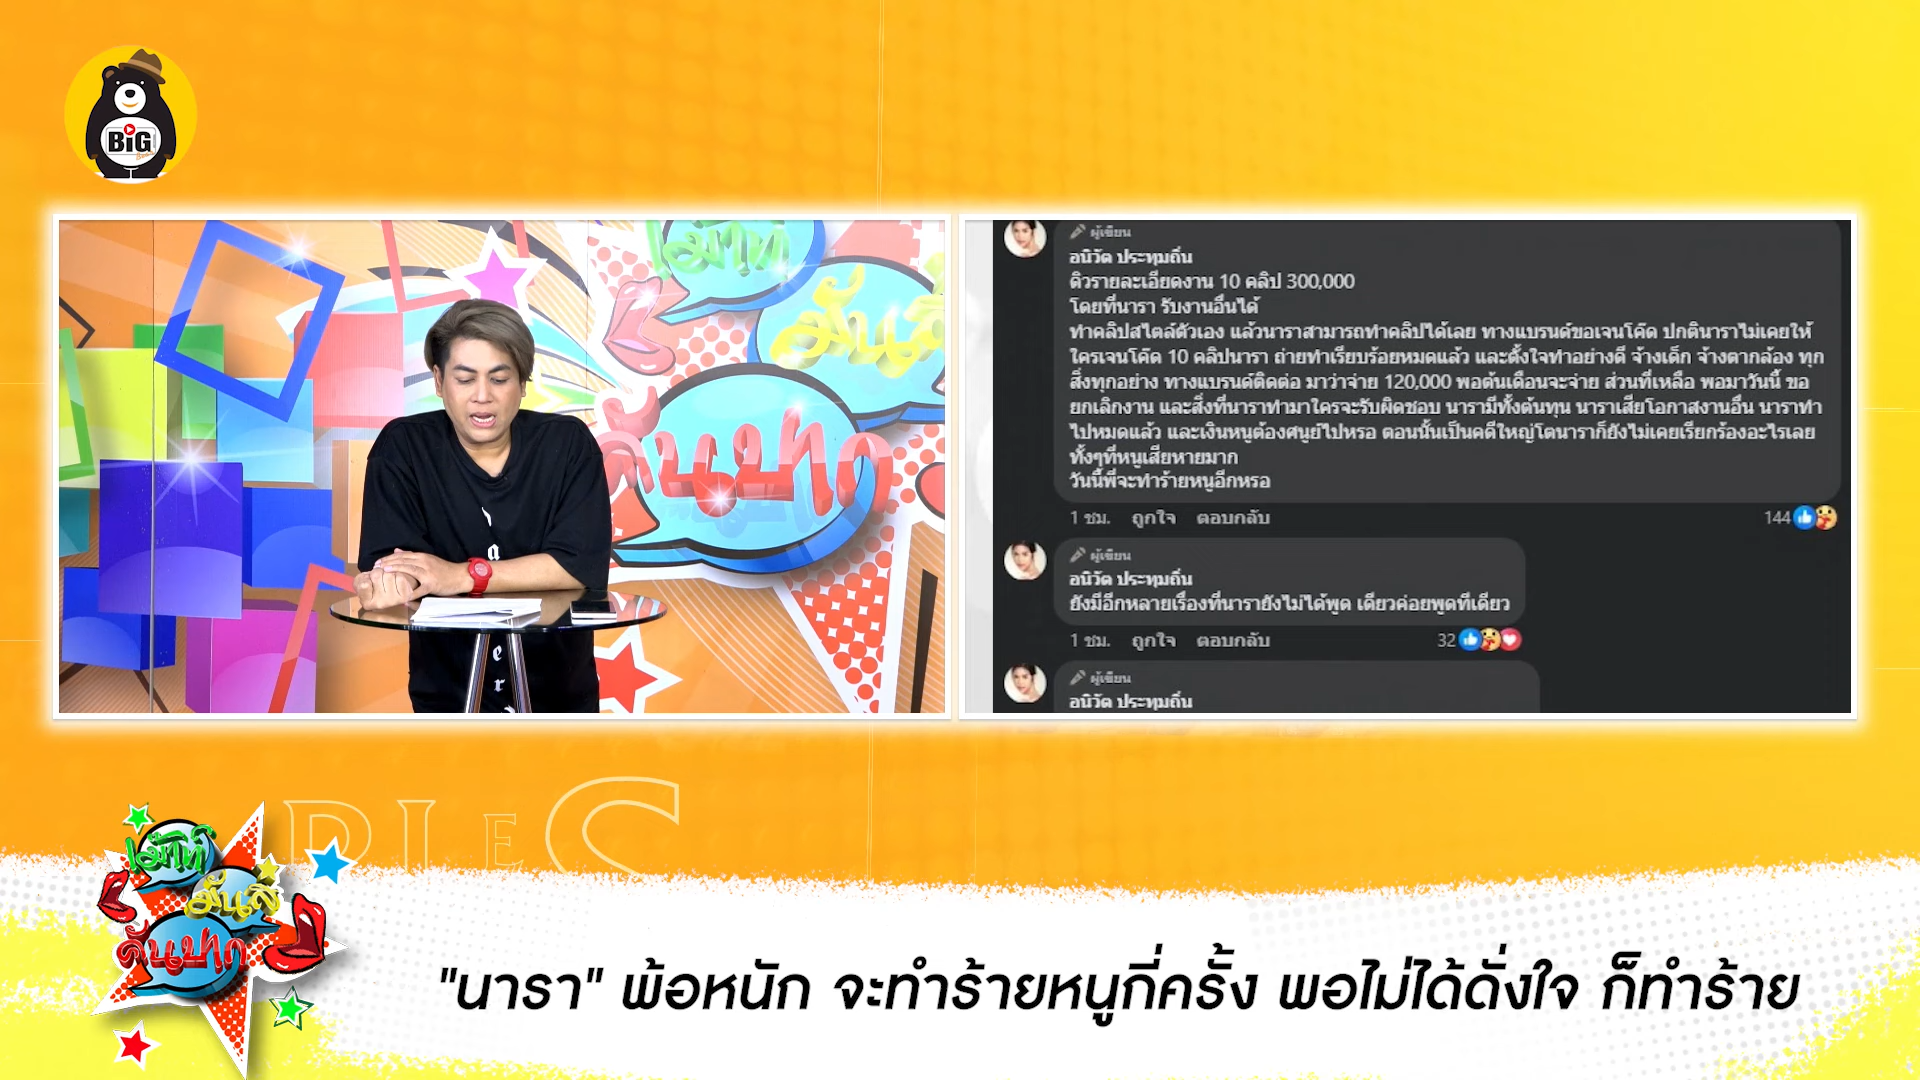 BiG
เม้าท์
มันส์
คันปาก
ผู้เขียน
อนิวัต ประทุมถิ่น
ดิวรายละเอียดงาน 10 คลิป 300,000
โดยที่นารา รับงานอื่นได้
ทำคลิปสไตล์ตัวเอง แล้วนาราสามารถทำคลิปได้เลย ทางแบรนด์ขอเจนโค๊ด ปกตินาราไม่เคยให้
ใครเจนโค๊ด 10 คลิปนารา ถ่ายทำเรียบร้อยหมดแล้ว และตั้งใจทำอย่างดี จ้างเด็ก จ้างตากล้อง ทุก
สิ่งทุกอย่าง ทางแบรนด์ติดต่อ มาว่าจ่าย 120,000 พอต้นเดือนจะจ่าย ส่วนที่เหลือ พอมาวันนี้ ขอ
ยกเลิกงาน และสิ่งที่นาราทำมาใครจะรับผิดชอบ นารามีทั้งต้นทุน นาราเสียโอกาสงานอื่น นาราทำ
ไปหมดแล้ว และเงินหนูต้องศูนย์ไปหรอ ตอนนั้นเป็นคดีใหญ่โตนาราก็ยังไม่เคยเรียกร้องอะไรเลย
ทั้งๆที่หนูเสียหายมาก
วันนี้พี่จะทำร้ายหนูอีกหรอ
1 ชม. ถูกใจ ตอบกลับ 144
ผู้เขียน
อนิวัต ประทุมถิ่น
ยังมีอีกหลายเรื่องที่นารายังไม่ได้พูด เดียวค่อยพูดทีเดียว
1 ชม. ถูกใจ ตอบกลับ 32
ผู้เขียน
อนิวัต ประทุมถิ่น
เม้าท์
มันส์
คันปาก
"นารา" พ้อหนัก จะทำร้ายหนูกี่ครั้ง พอไม่ได้ดั่งใจ ก็ทำร้าย